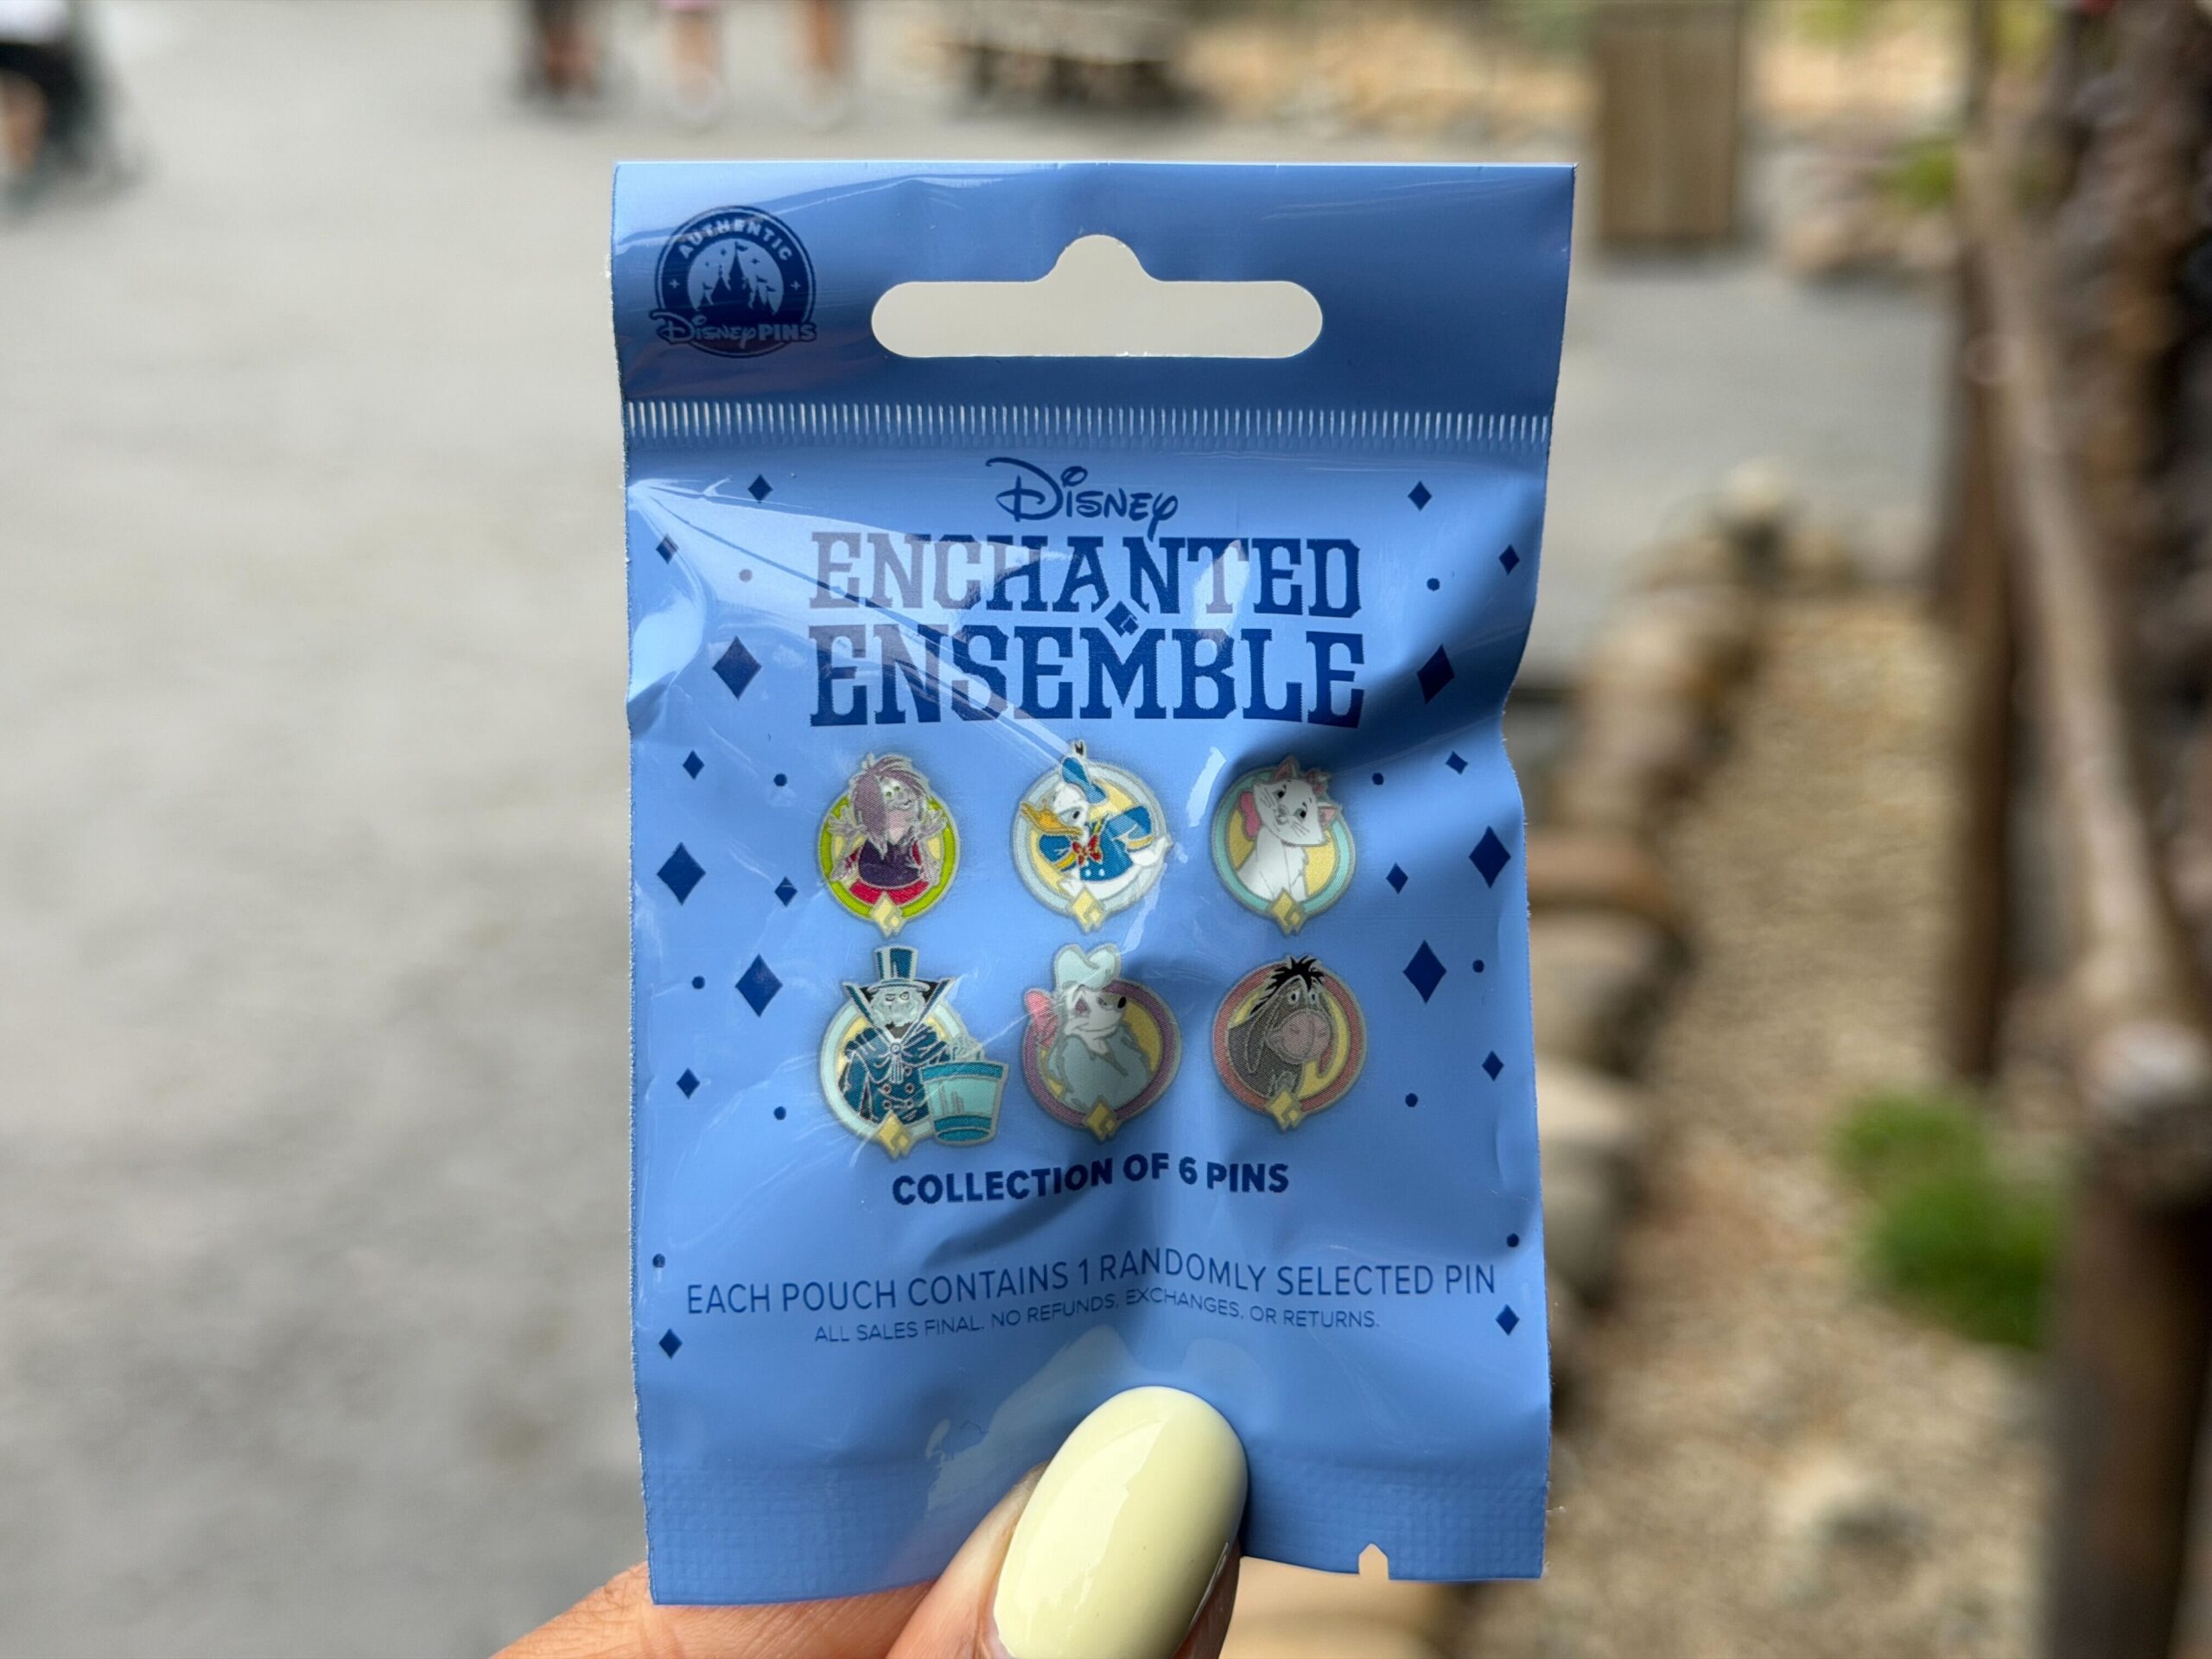 AUTHENTIC
Disney PINS
Disney
ENCHANTED
ENSEMBLE
COLLECTION OF 6 PINS
EACH POUCH CONTAINS 1 RANDOMLY SELECTED PIN
ALL SALES FINAL. NO REFUNDS, EXCHANGES, OR RETURNS.